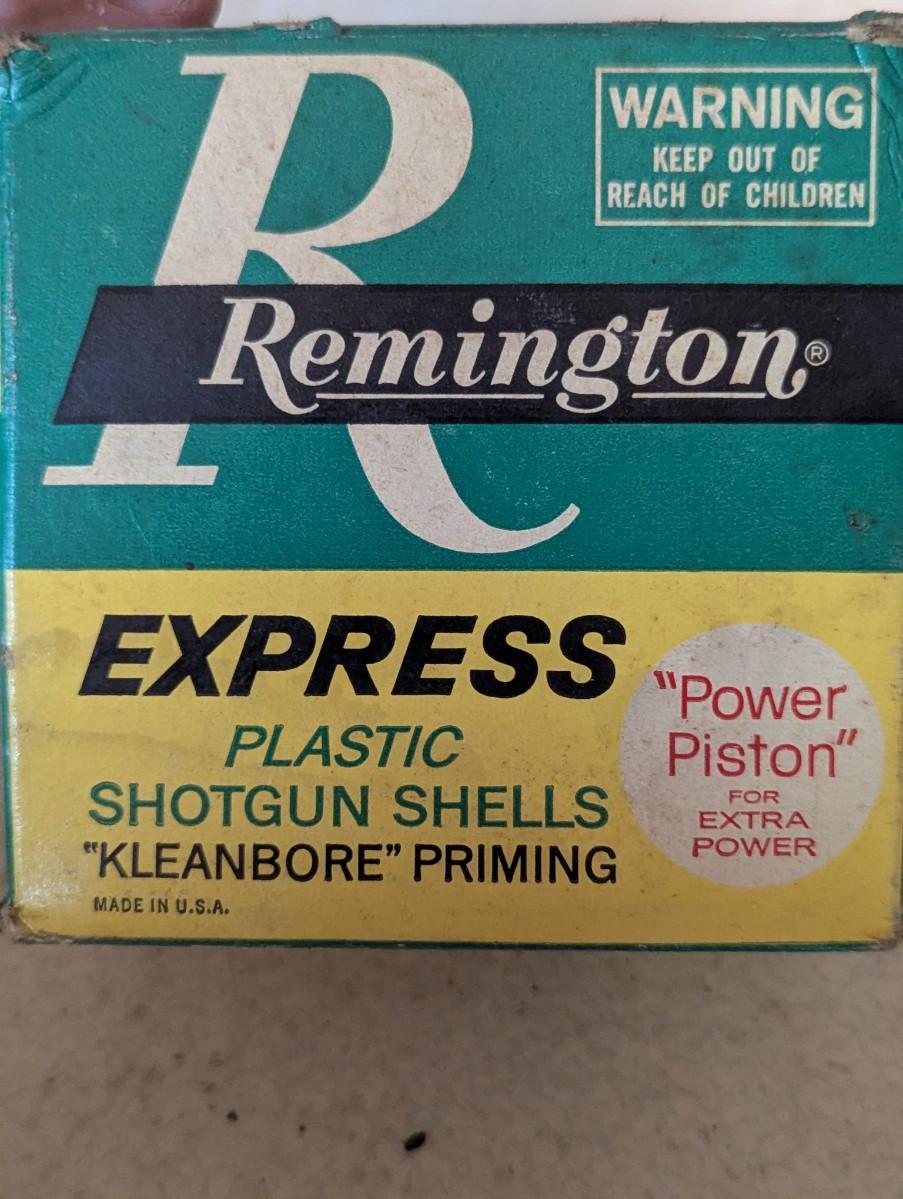 R
WARNING
KEEP OUT OF
REACH OF CHILDREN
Remington®
EXPRESS
PLASTIC
SHOTGUN SHELLS
"KLEANBORE" PRIMING
MADE IN U.S.A.
"Power
Piston"
FOR
EXTRA
POWER